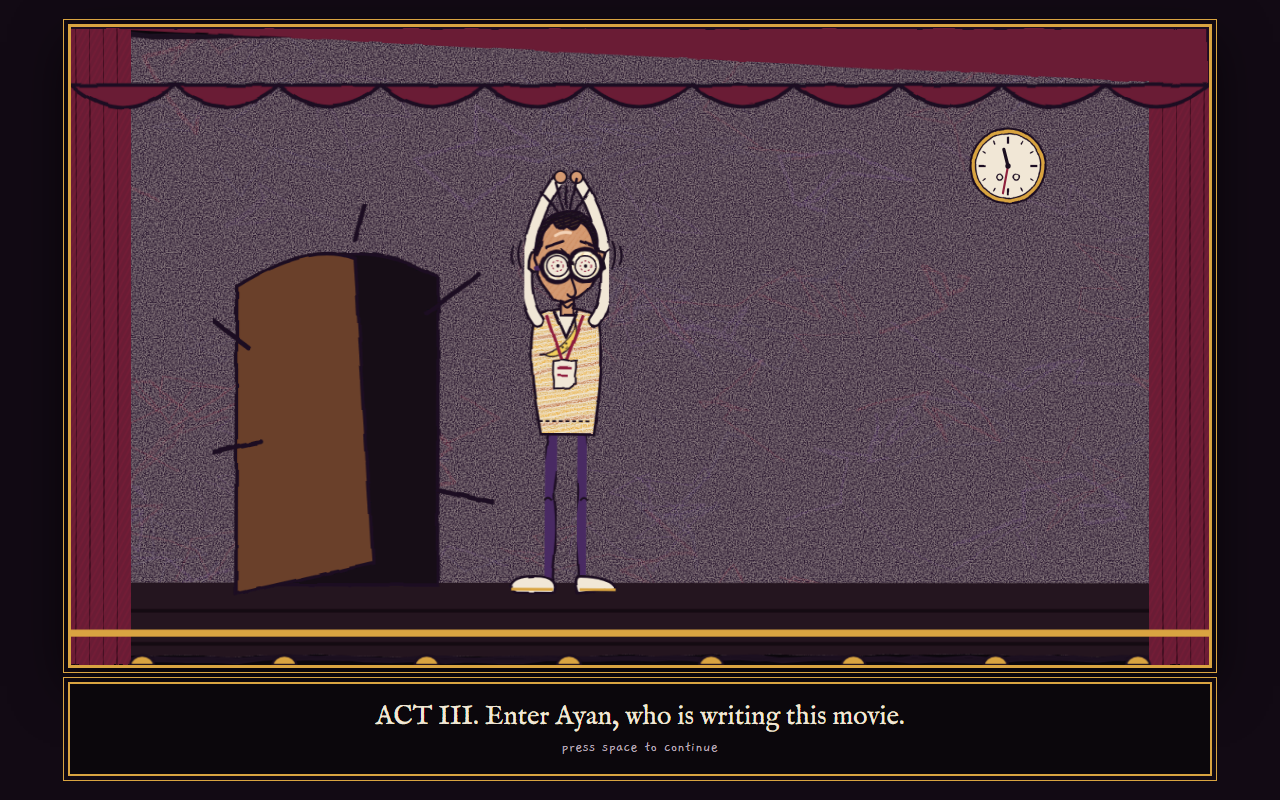 ACT III. Enter Ayan, who is writing this movie.
press space to continue